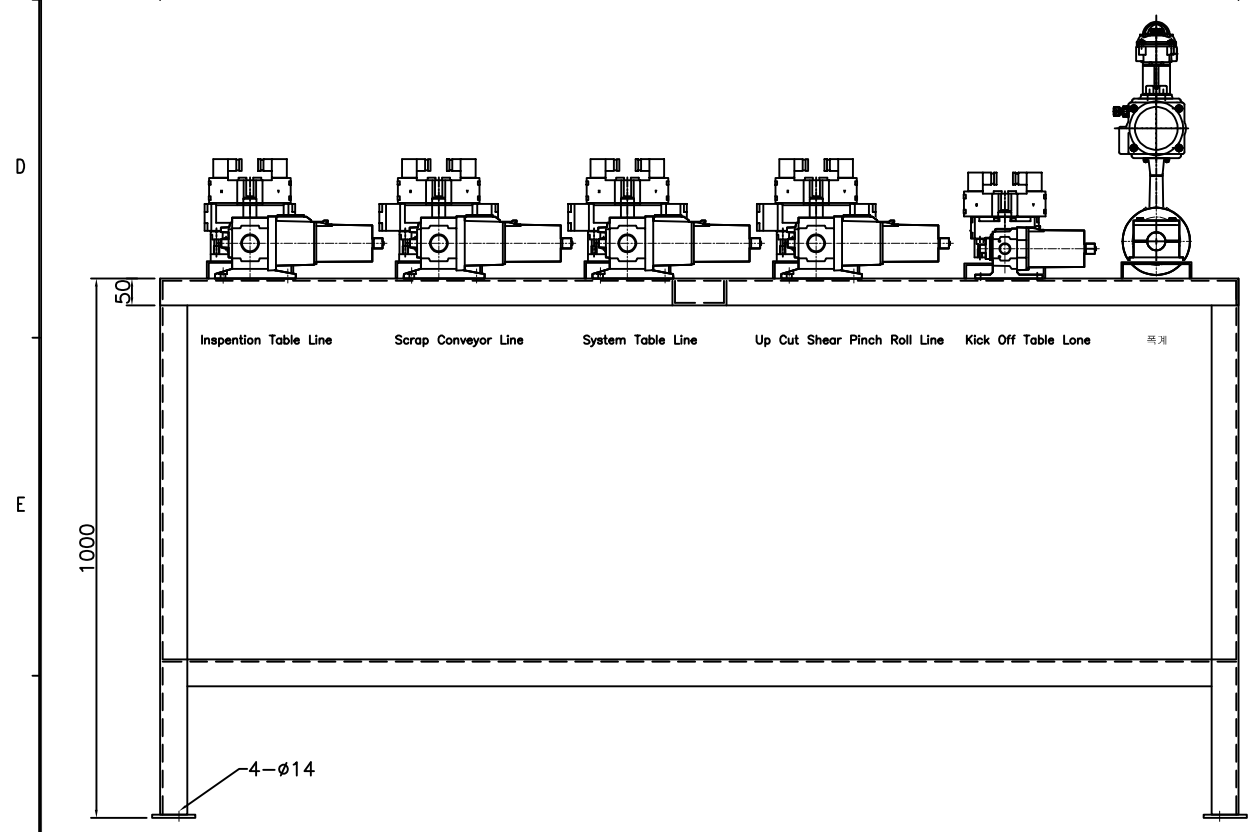 D
50
Inspention Table Line
Scrap Conveyor Line
System Table Line
Up Cut Shear Pinch Roll Line
Kick Off Table Lone
폭계
E
1000
4-ø14